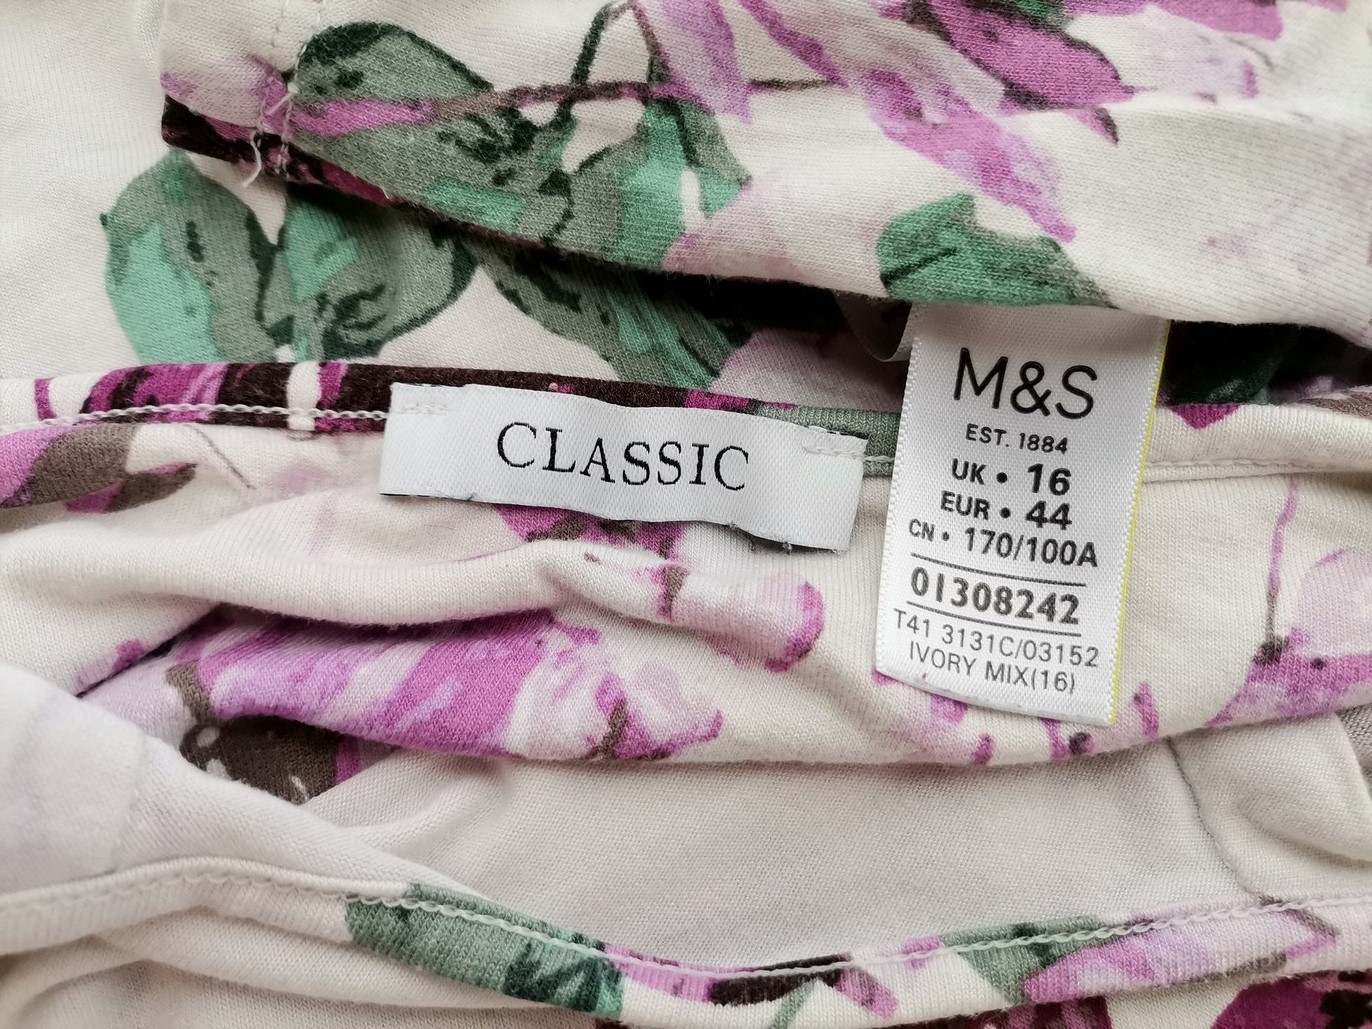 CLASSIC
M&S
EST. 1884
UK • 16
EUR • 44
CN • 170/100A
01308242
T41 3131C/03152
IVORY MIX(16)